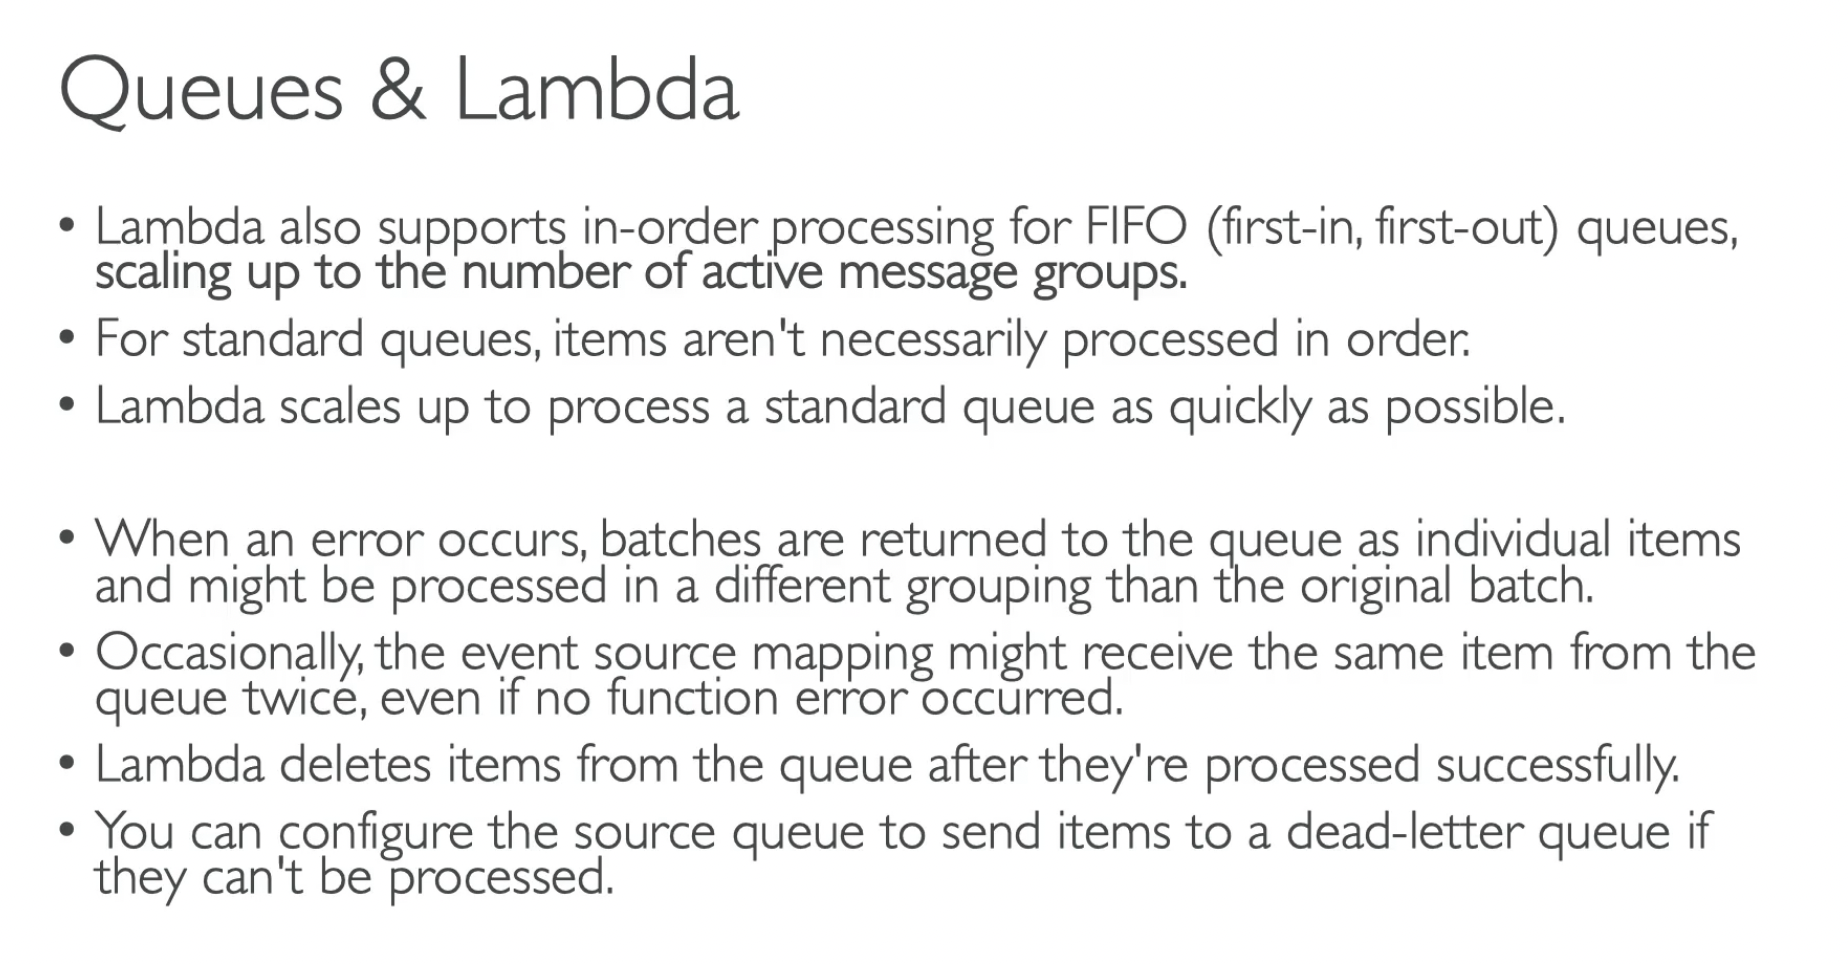 Queues & Lambda
• Lambda also supports in-order processing for FIFO (first-in, first-out) queues,
scaling up to the number of active message groups.
• For standard queues, items aren't necessarily processed in order.
• Lambda scales up to process a standard queue as quickly as possible.
• When an error occurs, batches are returned to the queue as individual items
and might be processed in a different grouping than the original batch.
• Occasionally, the event source mapping might receive the same item from the
queue twice, even if no function error occurred.
• Lambda deletes items from the queue after they're processed successfully.
• You can configure the source queue to send items to a dead-letter queue if
they can't be processed.